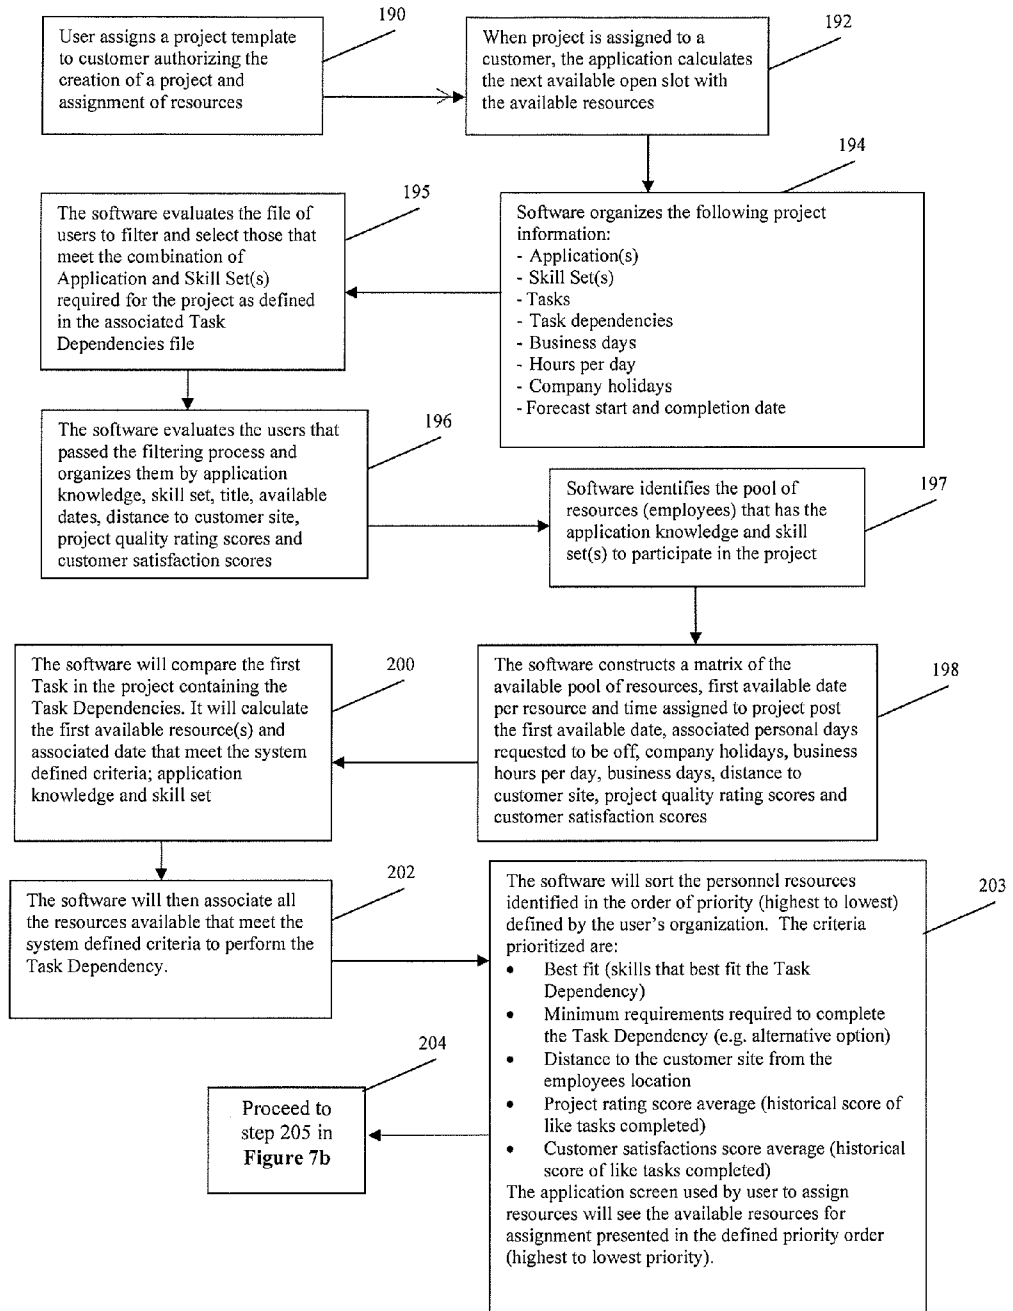 190
User assigns a project template
to customer authorizing the
creation of a project and
assignment of resources
192
When project is assigned to a
customer, the application calculates
the next available open slot with
the available resources
194
Software organizes the following project
information:
- Application(s)
- Skill Set(s)
- Tasks
- Task dependencies
- Business days
- Hours per day
- Company holidays
- Forecast start and completion date
195
The software evaluates the file of
users to filter and select those that
meet the combination of
Application and Skill Set(s)
required for the project as defined
in the associated Task
Dependencies file
196
The software evaluates the users that
passed the filtering process and
organizes them by application
knowledge, skill set, title, available
dates, distance to customer site,
project quality rating scores and
customer satisfaction scores
197
Software identifies the pool of
resources (employees) that has the
application knowledge and skill
set(s) to participate in the project
198
The software constructs a matrix of the
available pool of resources, first available date
per resource and time assigned to project post
the first available date, associated personal days
requested to be off, company holidays, business
hours per day, business days, distance to
customer site, project quality rating scores and
customer satisfaction scores
200
The software will compare the first
Task in the project containing the
Task Dependencies. It will calculate
the first available resource(s) and
associated date that meet the system
defined criteria; application
knowledge and skill set
202
The software will then associate all
the resources available that meet the
system defined criteria to perform the
Task Dependency.
203
The software will sort the personnel resources
identified in the order of priority (highest to lowest)
defined by the user's organization. The criteria
prioritized are:
• Best fit (skills that best fit the Task
Dependency)
• Minimum requirements required to complete
the Task Dependency (e.g. alternative option)
• Distance to the customer site from the
employees location
• Project rating score average (historical score of
like tasks completed)
• Customer satisfactions score average (historical
score of like tasks completed)
The application screen used by user to assign
resources will see the available resources for
assignment presented in the defined priority order
(highest to lowest priority).
204
Proceed to
step 205 in
Figure 7b